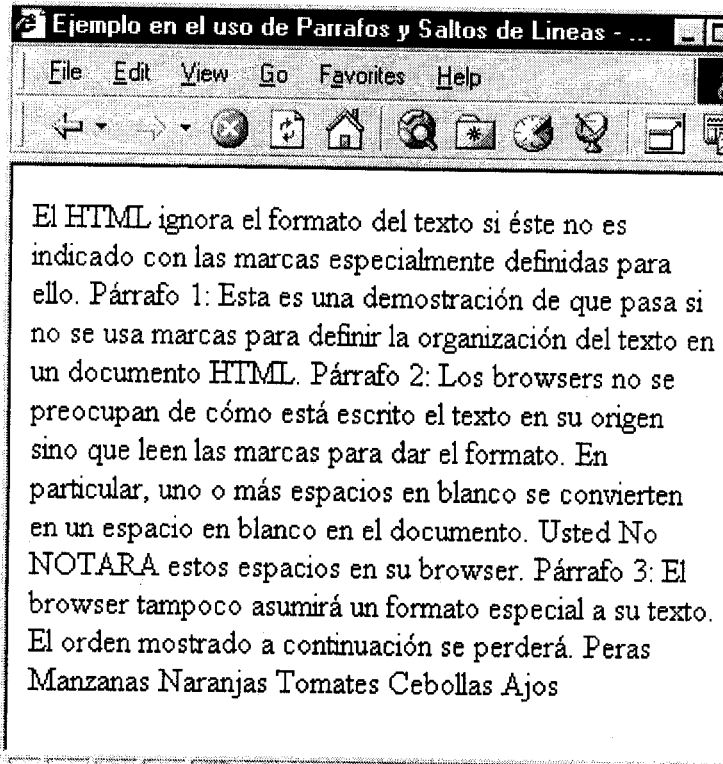 Ejemplo en el uso de Parrafos y Saltos de Lineas - ...
File Edit View Go Favorites Help
El HTML ignora el formato del texto si éste no es
indicado con las marcas especialmente definidas para
ello. Párrafo 1: Esta es una demostración de que pasa si
no se usa marcas para definir la organización del texto en
un documento HTML. Párrafo 2: Los browsers no se
preocupan de cómo está escrito el texto en su origen
sino que leen las marcas para dar el formato. En
particular, uno o más espacios en blanco se convierten
en un espacio en blanco en el documento. Usted No
NOTARA estos espacios en su browser. Párrafo 3: El
browser tampoco asumirá un formato especial a su texto.
El orden mostrado a continuación se perderá. Peras
Manzanas Naranjas Tomates Cebollas Ajos